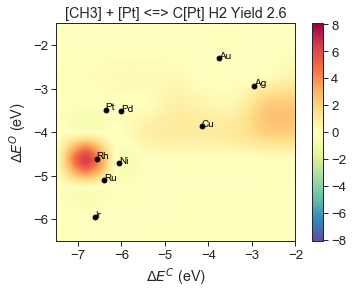 [CH3] + [Pt] <=> C[Pt] H2 Yield 2.6
ΔE^O (eV)
−2
−3
−4
−5
−6
Au
Ag
Pt
Pd
Cu
Rh
Ni
Ru
Ir
−7
−6
−5
−4
−3
−2
ΔE^C (eV)
8
6
4
2
0
−2
−4
−6
−8